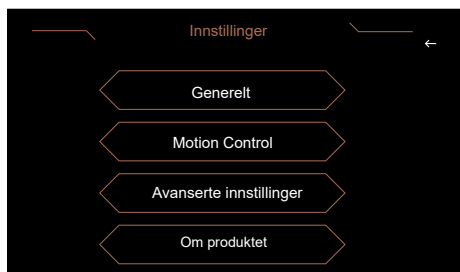 Innstillinger
Generelt
Motion Control
Avanserte innstillinger
Om produktet